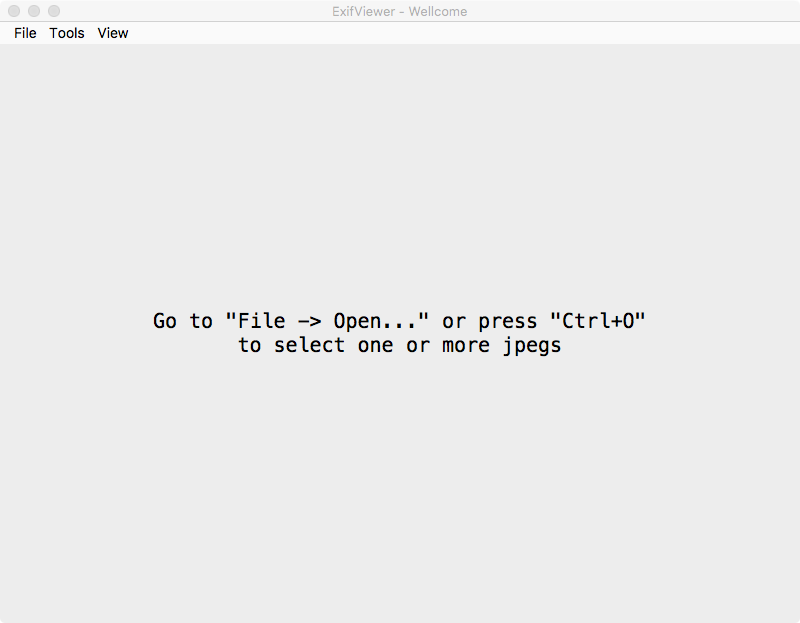 ExifViewer - Wellcome
File Tools View
Go to "File -> Open..." or press "Ctrl+O"
to select one or more jpegs